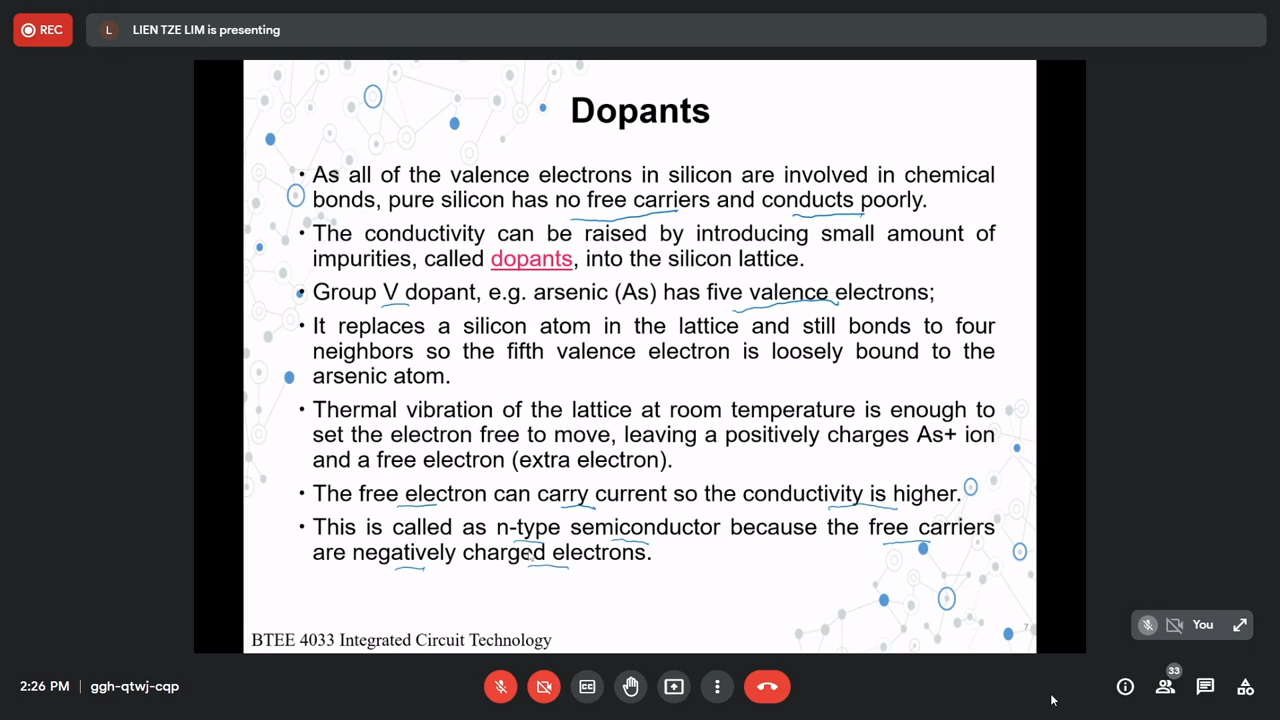 REC
L LIEN TZE LIM is presenting
Dopants
• As all of the valence electrons in silicon are involved in chemical
bonds, pure silicon has no free carriers and conducts poorly.
• The conductivity can be raised by introducing small amount of
impurities, called dopants, into the silicon lattice.
• Group V dopant, e.g. arsenic (As) has five valence electrons;
• It replaces a silicon atom in the lattice and still bonds to four
neighbors so the fifth valence electron is loosely bound to the
arsenic atom.
• Thermal vibration of the lattice at room temperature is enough to
set the electron free to move, leaving a positively charges As+ ion
and a free electron (extra electron).
• The free electron can carry current so the conductivity is higher.
• This is called as n-type semiconductor because the free carriers
are negatively charged electrons.
7
BTEE 4033 Integrated Circuit Technology
You
2:26 PM | ggh-qtwj-cqp
CC
33